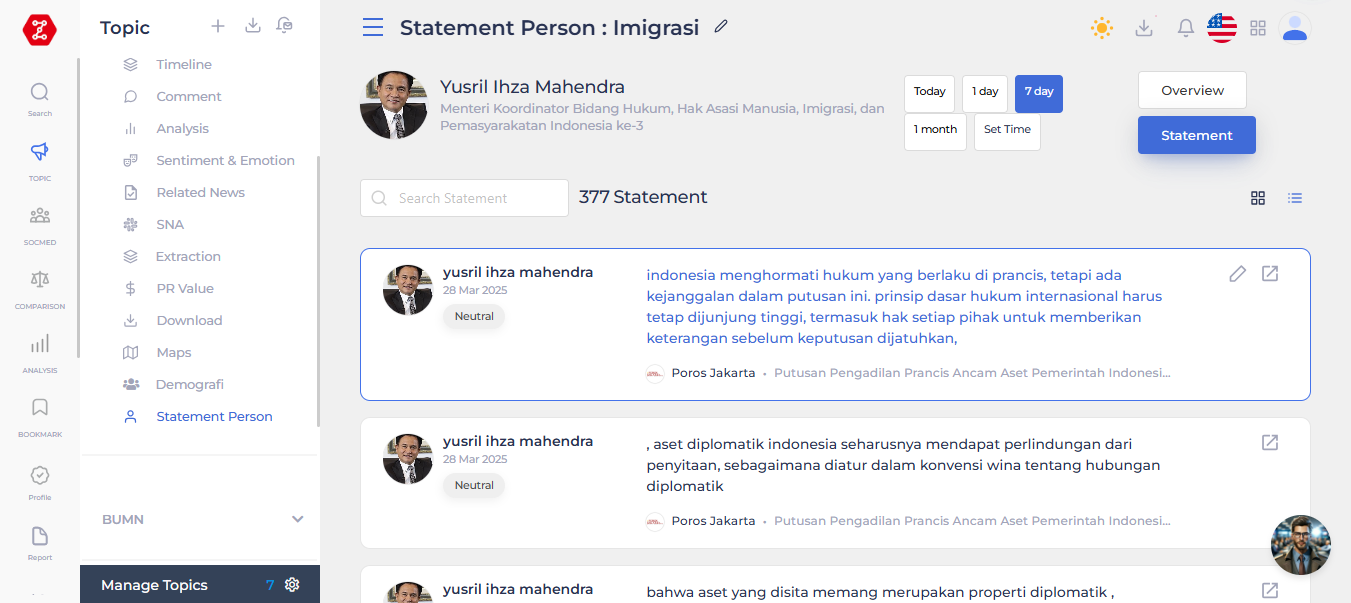 Search
TOPIC
SOCMED
COMPARISON
ANALYSIS
BOOKMARK
Profile
Report
Topic
Timeline
Comment
Analysis
Sentiment & Emotion
Related News
SNA
Extraction
PR Value
Download
Maps
Demografi
Statement Person
BUMN
Manage Topics 7
Statement Person : Imigrasi
Yusril Ihza Mahendra
Menteri Koordinator Bidang Hukum, Hak Asasi Manusia, Imigrasi, dan
Pemasyarakatan Indonesia ke-3
Today 1 day 7 day
1 month Set Time
Overview
Statement
Search Statement
377 Statement
yusril ihza mahendra
28 Mar 2025
Neutral
indonesia menghormati hukum yang berlaku di prancis, tetapi ada
kejanggalan dalam putusan ini. prinsip dasar hukum internasional harus
tetap dijunjung tinggi, termasuk hak setiap pihak untuk memberikan
keterangan sebelum keputusan dijatuhkan,
Poros Jakarta • Putusan Pengadilan Prancis Ancam Aset Pemerintah Indonesi...
yusril ihza mahendra
28 Mar 2025
Neutral
, aset diplomatik indonesia seharusnya mendapat perlindungan dari
penyitaan, sebagaimana diatur dalam konvensi wina tentang hubungan
diplomatik
Poros Jakarta • Putusan Pengadilan Prancis Ancam Aset Pemerintah Indonesi...
yusril ihza mahendra
bahwa aset yang disita memang merupakan properti diplomatik ,